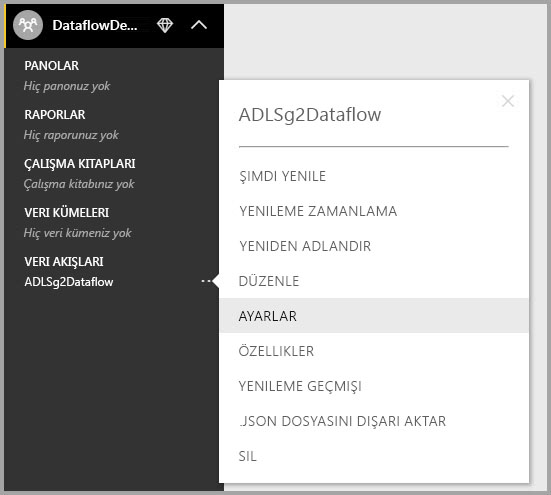 DataflowDe...
PANOLAR
Hiç panonuz yok
RAPORLAR
Hiç raporunuz yok
ÇALIŞMA KİTAPLARI
Çalışma kitabınız yok
VERİ KÜMELERİ
Hiç veri kümeniz yok
VERİ AKIŞLARI
ADLSg2Dataflow
ADLSg2Dataflow
ŞIMDI YENILE
YENILEME ZAMANLAMA
YENIDEN ADLANDIR
DÜZENLE
AYARLAR
ÖZELLIKLER
YENILEME GEÇMIŞI
.JSON DOSYASINI DIŞARI AKTAR
SIL